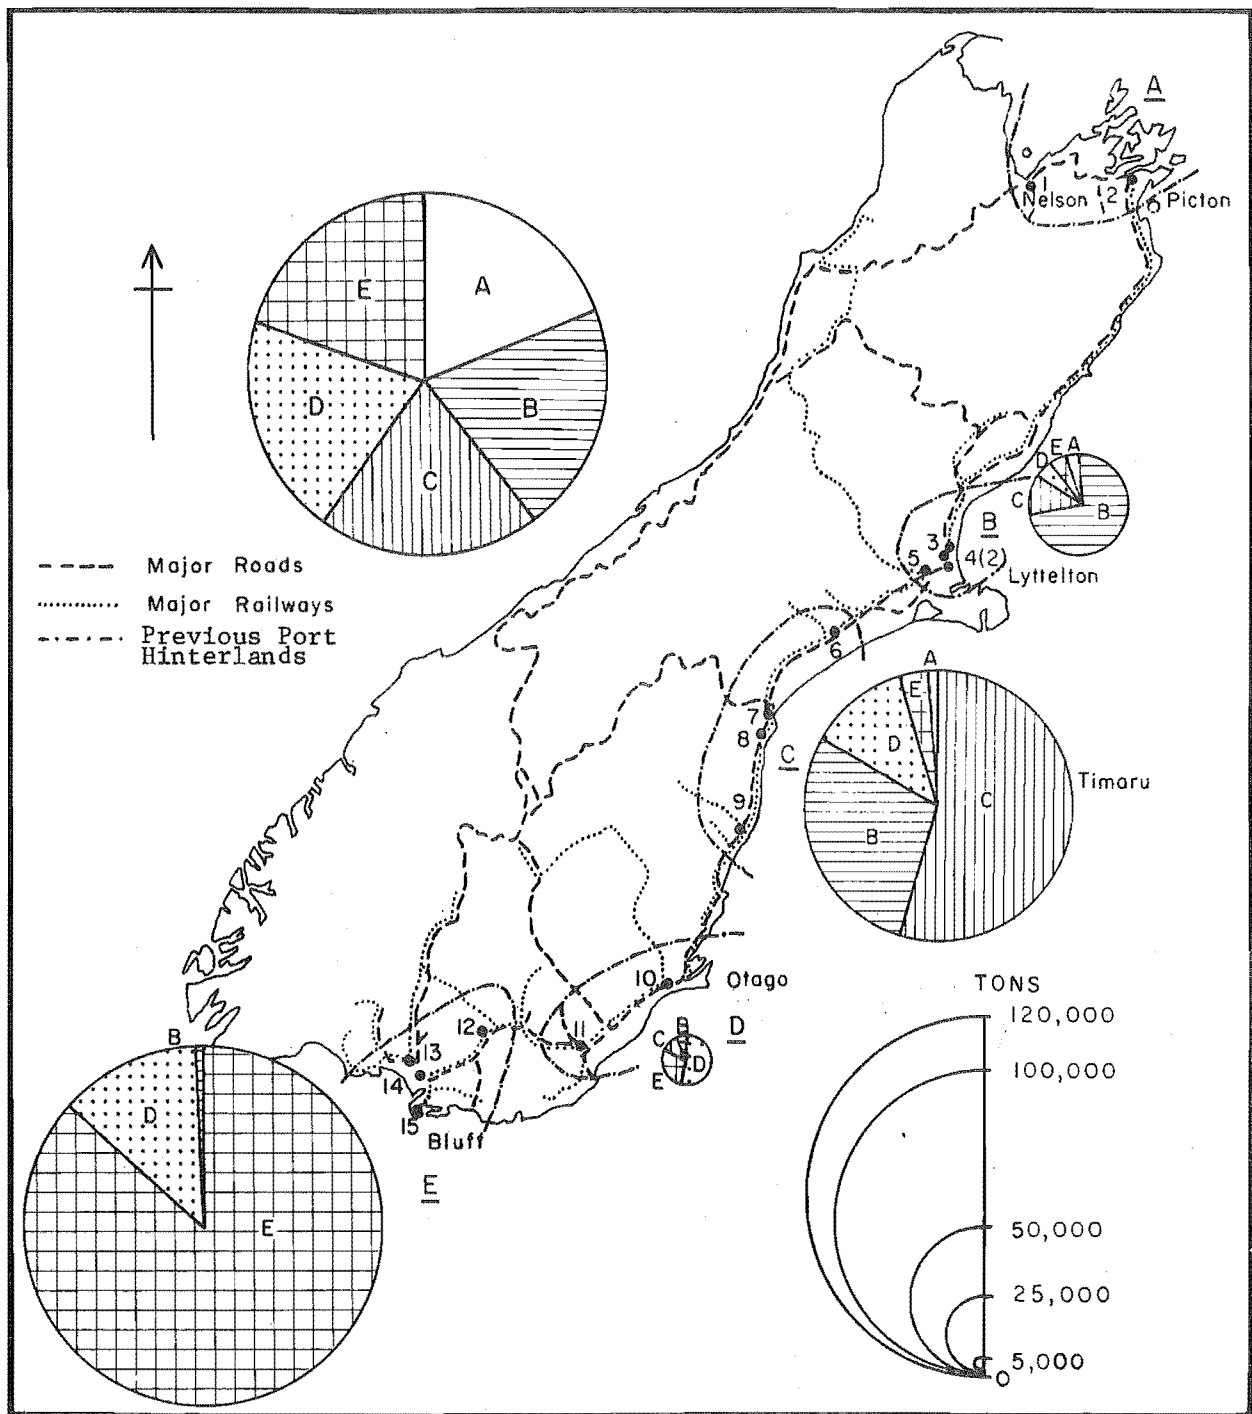 A
1
Nelson
2
Picton
E
A
D
B
C
Major Roads
Major Railways
Previous Port
Hinterlands
E A
D
C
B
B
3
5
4(2)
Lyttelton
6
A
E
D
B
C
Timaru
7
8
C
9
10
Otago
D
B
C
D
E
11
12
13
14
15
Bluff
E
B
D
E
TONS
120,000
100,000
50,000
25,000
5,000
0